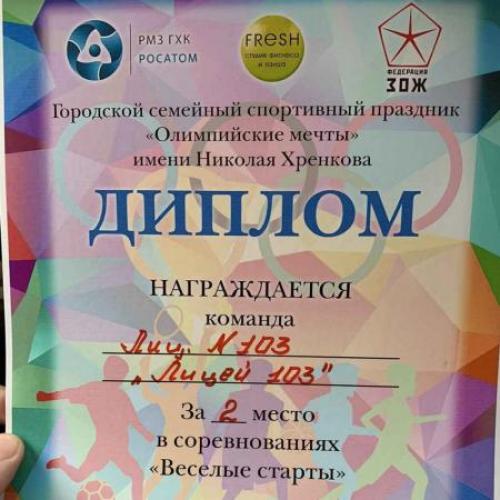 РМЗ ГХК
РОСАТОМ
FRESH
студия фитнеса
и танца
ФЕДЕРАЦИЯ
ЗОЖ
Городской семейный спортивный праздник
«Олимпийские мечты»
имени Николая Хренкова
ДИПЛОМ
НАГРАЖДАЕТСЯ
команда
Лиц. N 103
„Лицей 103"
За 2 место
в соревнованиях
«Веселые старты»